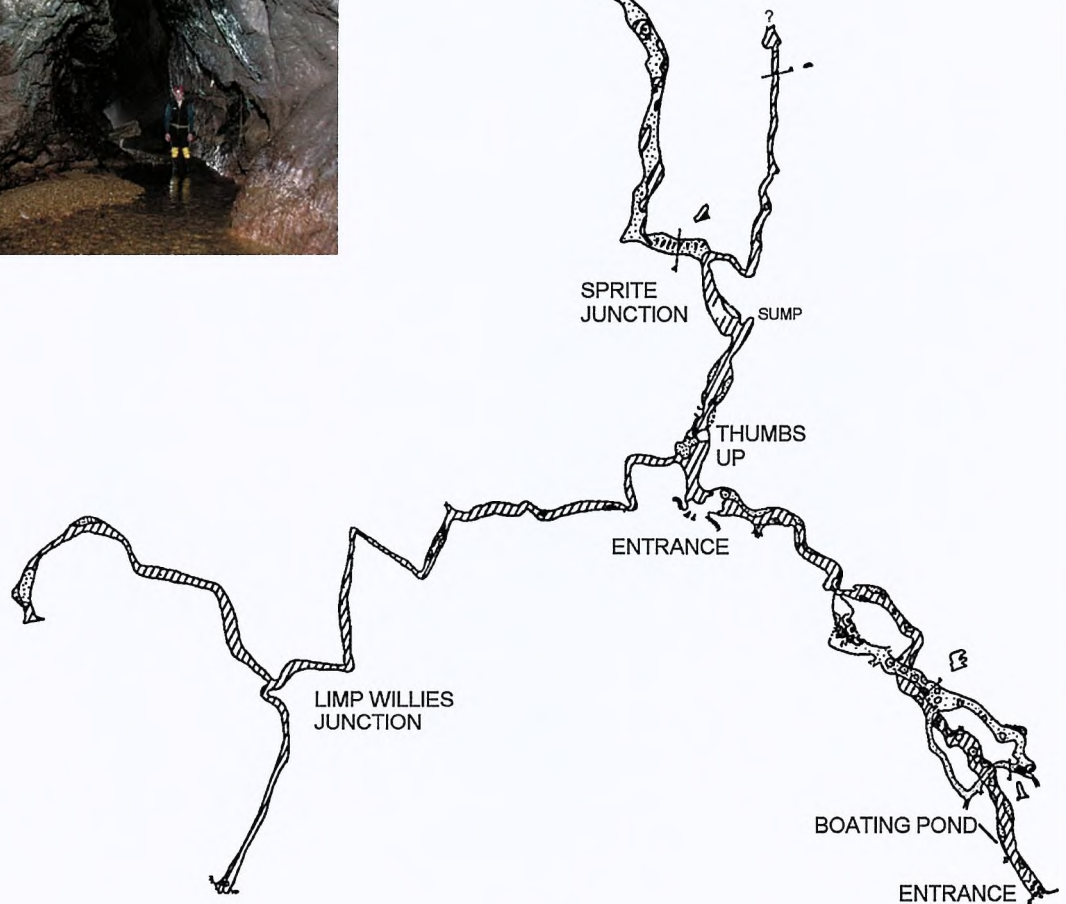 ?
SPRITE
JUNCTION
SUMP
THUMBS
UP
ENTRANCE
LIMP WILLIES
JUNCTION
BOATING POND
ENTRANCE